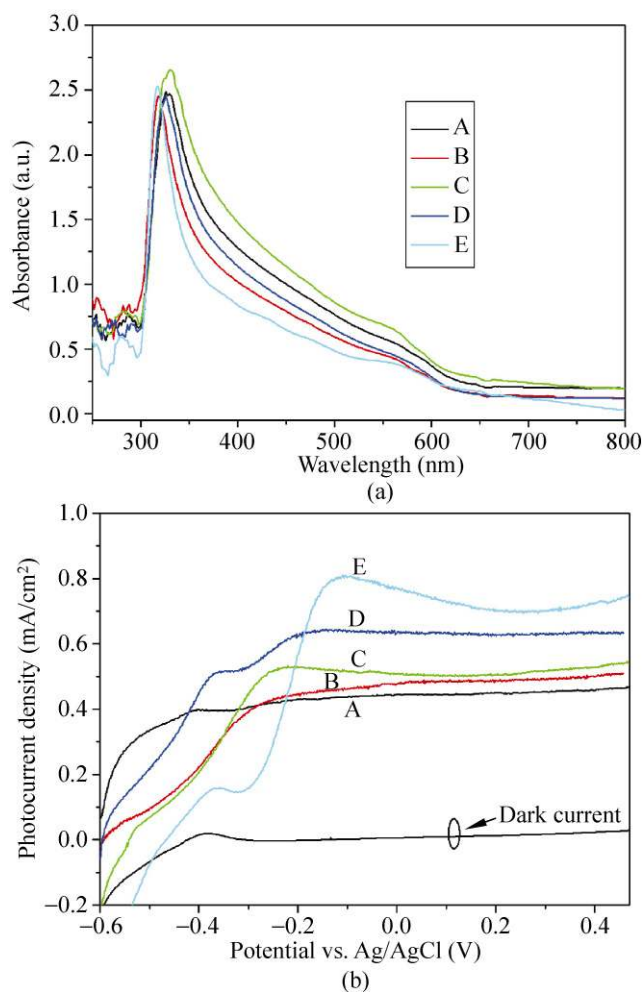 3.0
2.5
2.0
1.5
1.0
0.5
0.0
Absorbance (a.u.)
A
B
C
D
E
300 400 500 600 700 800
Wavelength (nm)
(a)
1.0
0.8
0.6
0.4
0.2
0.0
−0.2
Photocurrent density (mA/cm²)
E
D
C
B
A
Dark current
−0.6 −0.4 −0.2 0.0 0.2 0.4
Potential vs. Ag/AgCl (V)
(b)